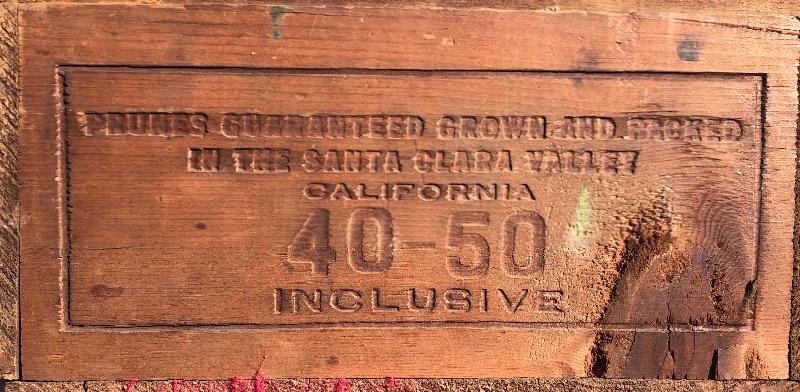 PRUNES GUARANTEED GROWN AND PACKED
IN THE SANTA CLARA VALLEY
CALIFORNIA
40-50
INCLUSIVE